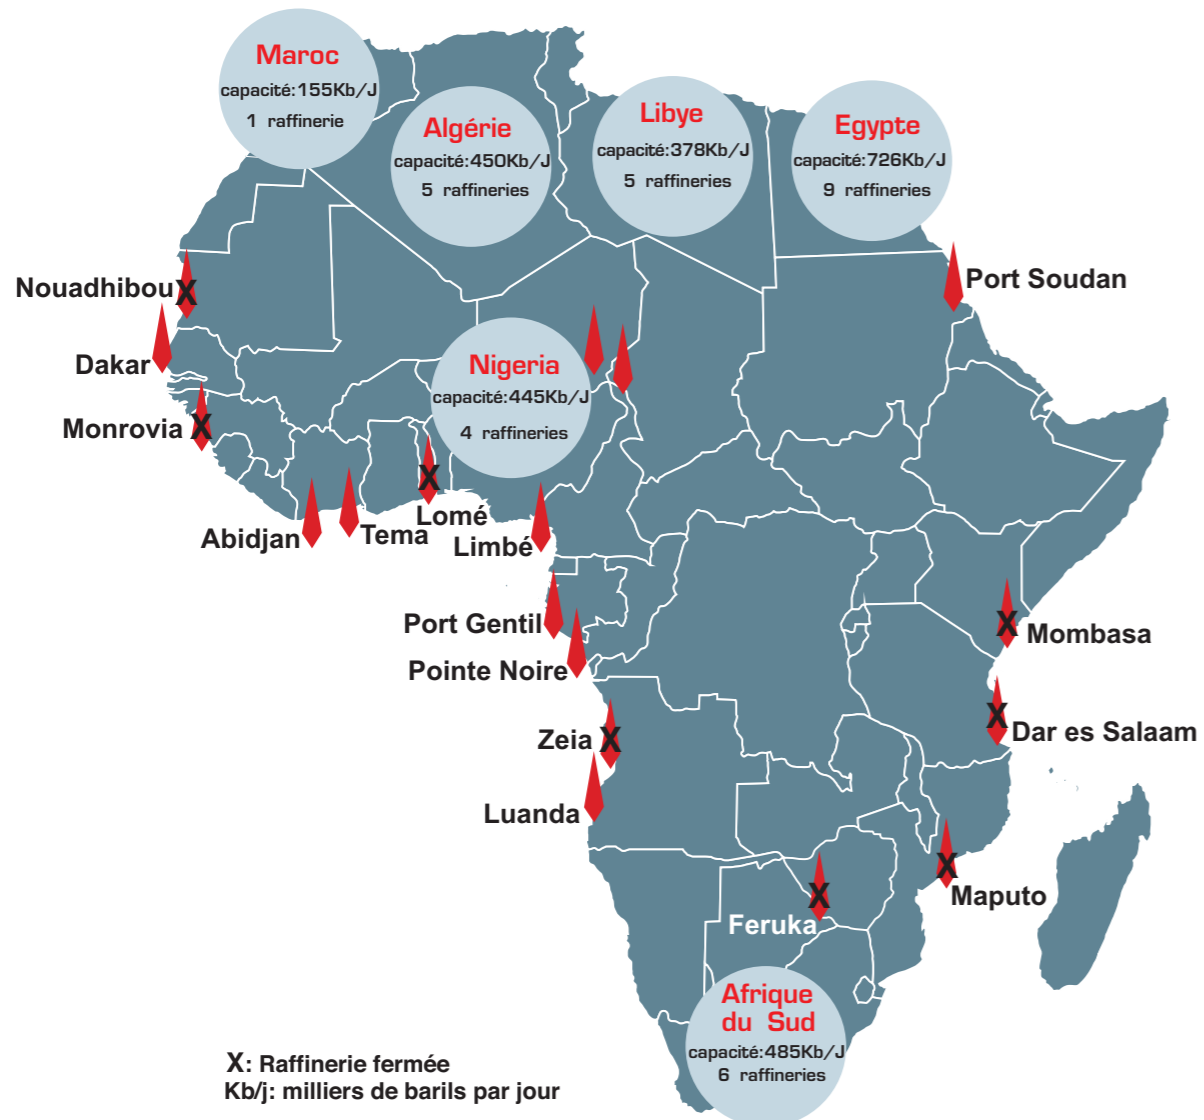 Maroc
capacité:155Kb/J
1 raffinerie
Algérie
capacité:450Kb/J
5 raffineries
Libye
capacité:378Kb/J
5 raffineries
Egypte
capacité:726Kb/J
9 raffineries
Nouadhibou
X
Port Soudan
Dakar
Nigeria
capacité:445Kb/J
4 raffineries
Monrovia
X
X
Lomé
Abidjan
Tema
Limbé
Port Gentil
X
Mombasa
Pointe Noire
Zeia
X
X
Dar es Salaam
Luanda
X
Maputo
X
Feruka
Afrique
du Sud
capacité:485Kb/J
6 raffineries
X: Raffinerie fermée
Kb/j: milliers de barils par jour